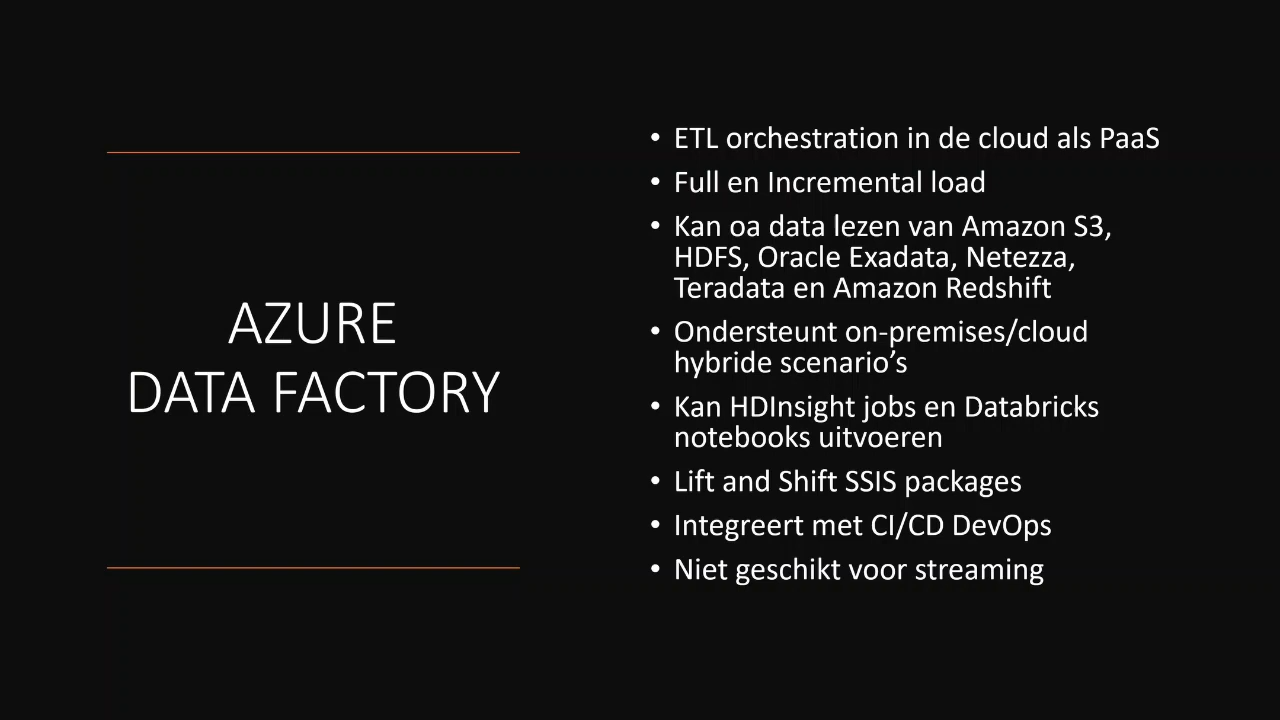 AZURE
DATA FACTORY
• ETL orchestration in de cloud als PaaS
• Full en Incremental load
• Kan oa data lezen van Amazon S3,
HDFS, Oracle Exadata, Netezza,
Teradata en Amazon Redshift
• Ondersteunt on-premises/cloud
hybride scenario’s
• Kan HDInsight jobs en Databricks
notebooks uitvoeren
• Lift and Shift SSIS packages
• Integreert met CI/CD DevOps
• Niet geschikt voor streaming